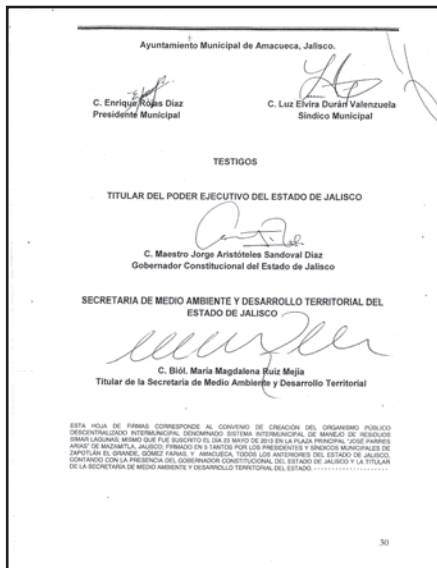 Ayuntamiento Municipal de Amacueca, Jalisco.
C. Enrique Rojas Díaz
Presidente Municipal
C. Luz Elvira Durán Valenzuela
Síndico Municipal
TESTIGOS
TITULAR DEL PODER EJECUTIVO DEL ESTADO DE JALISCO
C. Maestro Jorge Aristóteles Sandoval Díaz
Gobernador Constitucional del Estado de Jalisco
SECRETARIA DE MEDIO AMBIENTE Y DESARROLLO TERRITORIAL DEL
ESTADO DE JALISCO
C. Biól. María Magdalena Ruiz Mejía
Titular de la Secretaría de Medio Ambiente y Desarrollo Territorial
ESTA HOJA DE FIRMAS CORRESPONDE AL CONVENIO DE CREACIÓN DEL ORGANISMO PÚBLICO
DESCENTRALIZADO INTERMUNICIPAL DENOMINADO SISTEMA INTERMUNICIPAL DE MANEJO DE RESIDUOS
SIMAR LAGUNAS; MISMO QUE FUE SUSCRITO EL DÍA 23 MAYO DE 2013 EN LA PLAZA PRINCIPAL "JOSÉ PARRES
ARIAS" DE MAZAMITLA, JALISCO; FIRMADO EN 5 TANTOS POR LOS PRESIDENTES Y SÍNDICOS MUNICIPALES DE
ZAPOTLÁN EL GRANDE, GÓMEZ FARÍAS, Y AMACUECA, TODOS LOS ANTERIORES DEL ESTADO DE JALISCO,
CONTANDO CON LA PRESENCIA DEL GOBERNADOR CONSTITUCIONAL DEL ESTADO DE JALISCO Y LA TITULAR
DE LA SECRETARÍA DE MEDIO AMBIENTE Y DESARROLLO TERRITORIAL DEL ESTADO. - - - - - - - - - - - - - - -
30